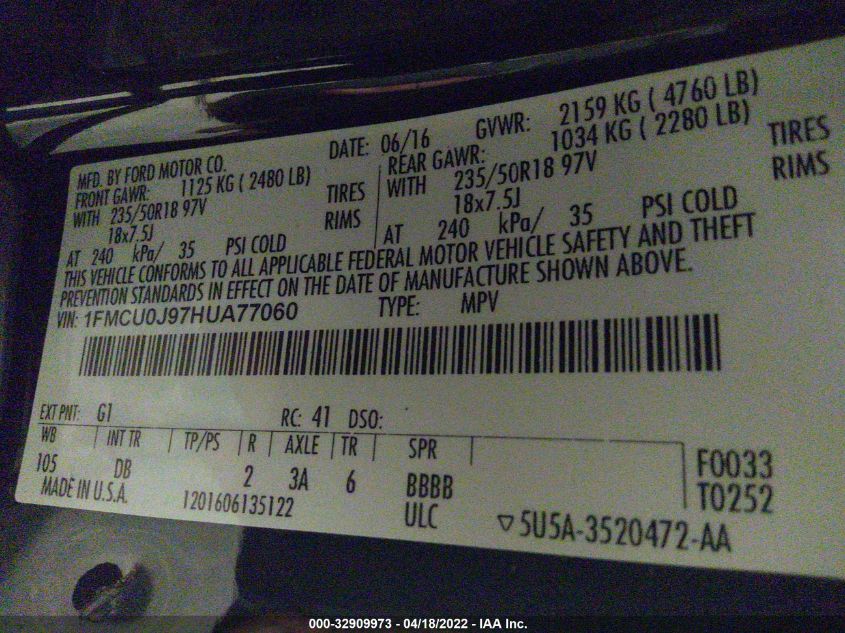 MFD. BY FORD MOTOR CO.
DATE: 06/16 GVWR: 2159 KG ( 4760 LB)
FRONT GAWR: 1125 KG ( 2480 LB)
REAR GAWR: 1034 KG ( 2280 LB)
WITH 235/50R18 97V TIRES
WITH 235/50R18 97V TIRES
18x7.5J RIMS
18x7.5J RIMS
AT 240 kPa/ 35 PSI COLD
AT 240 kPa/ 35 PSI COLD
THIS VEHICLE CONFORMS TO ALL APPLICABLE FEDERAL MOTOR VEHICLE SAFETY AND THEFT
PREVENTION STANDARDS IN EFFECT ON THE DATE OF MANUFACTURE SHOWN ABOVE.
VIN: 1FMCU0J97HUA77060 TYPE: MPV
EXT PNT: G1 RC: 41 DSO:
WB INT TR TP/PS R AXLE TR SPR
105 DB 2 3A 6 BBBB
F0033
T0252
MADE IN U.S.A. 1201606135122 ULC
5U5A-3520472-AA
000-32909973 - 04/18/2022 - IAA Inc.